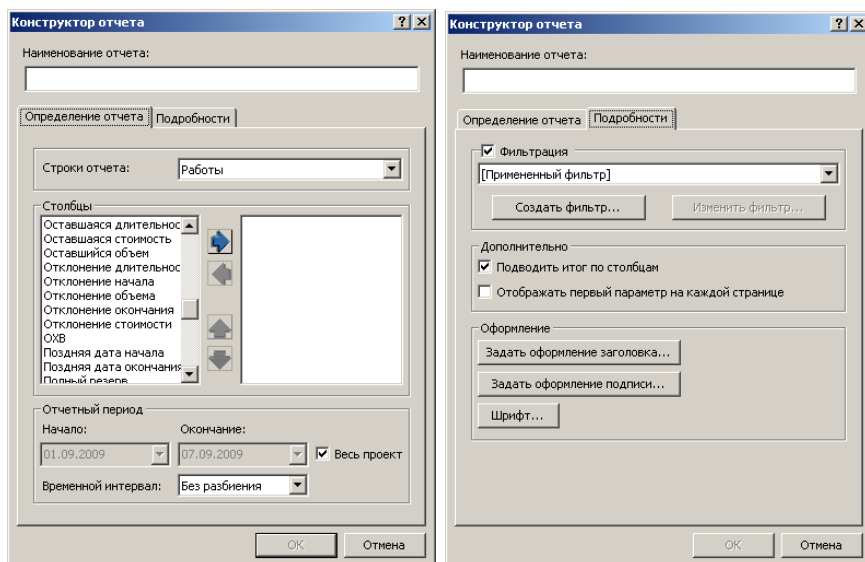 Конструктор отчета
Наименование отчета:
Определение отчета
Подробности
Строки отчета:
Работы
Столбцы
Оставшаяся длительнос
Оставшаяся стоимость
Оставшийся объем
Отклонение длительнос
Отклонение начала
Отклонение объема
Отклонение окончания
Отклонение стоимости
ОХВ
Поздняя дата начала
Поздняя дата окончания
Полный резерв
Отчетный период
Начало:
Окончание:
01.09.2009
07.09.2009
Весь проект
Временной интервал:
Без разбиения
ОК
Отмена
Конструктор отчета
Наименование отчета:
Определение отчета
Подробности
Фильтрация
[Примененный фильтр]
Создать фильтр...
Изменить фильтр...
Дополнительно
Подводить итог по столбцам
Отображать первый параметр на каждой странице
Оформление
Задать оформление заголовка...
Задать оформление подписи...
Шрифт...
ОК
Отмена